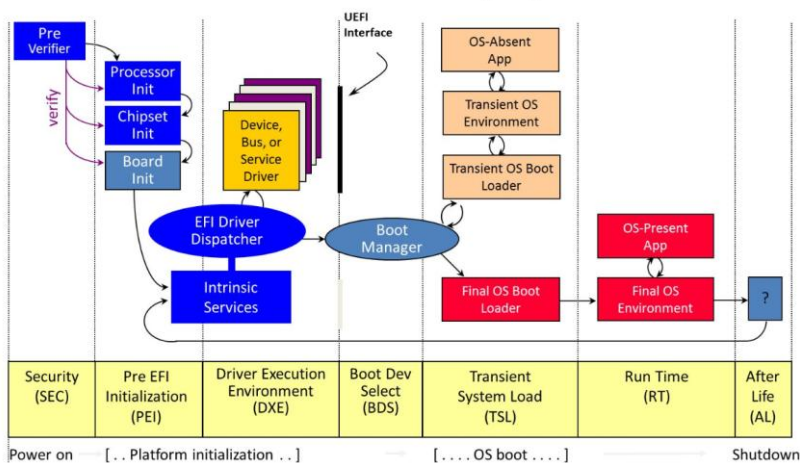 Pre
Verifier
verify
Processor
Init
Chipset
Init
Board
Init
Device,
Bus, or
Service
Driver
UEFI
Interface
EFI Driver
Dispatcher
Intrinsic
Services
Boot
Manager
OS-Absent
App
Transient OS
Environment
Transient OS Boot
Loader
Final OS Boot
Loader
OS-Present
App
Final OS
Environment
?
Security
(SEC)
Pre EFI
Initialization
(PEI)
Driver Execution
Environment
(DXE)
Boot Dev
Select
(BDS)
Transient
System Load
(TSL)
Run Time
(RT)
After
Life
(AL)
Power on [ . . Platform initialization . . ] [ . . . . OS boot . . . . ] Shutdown